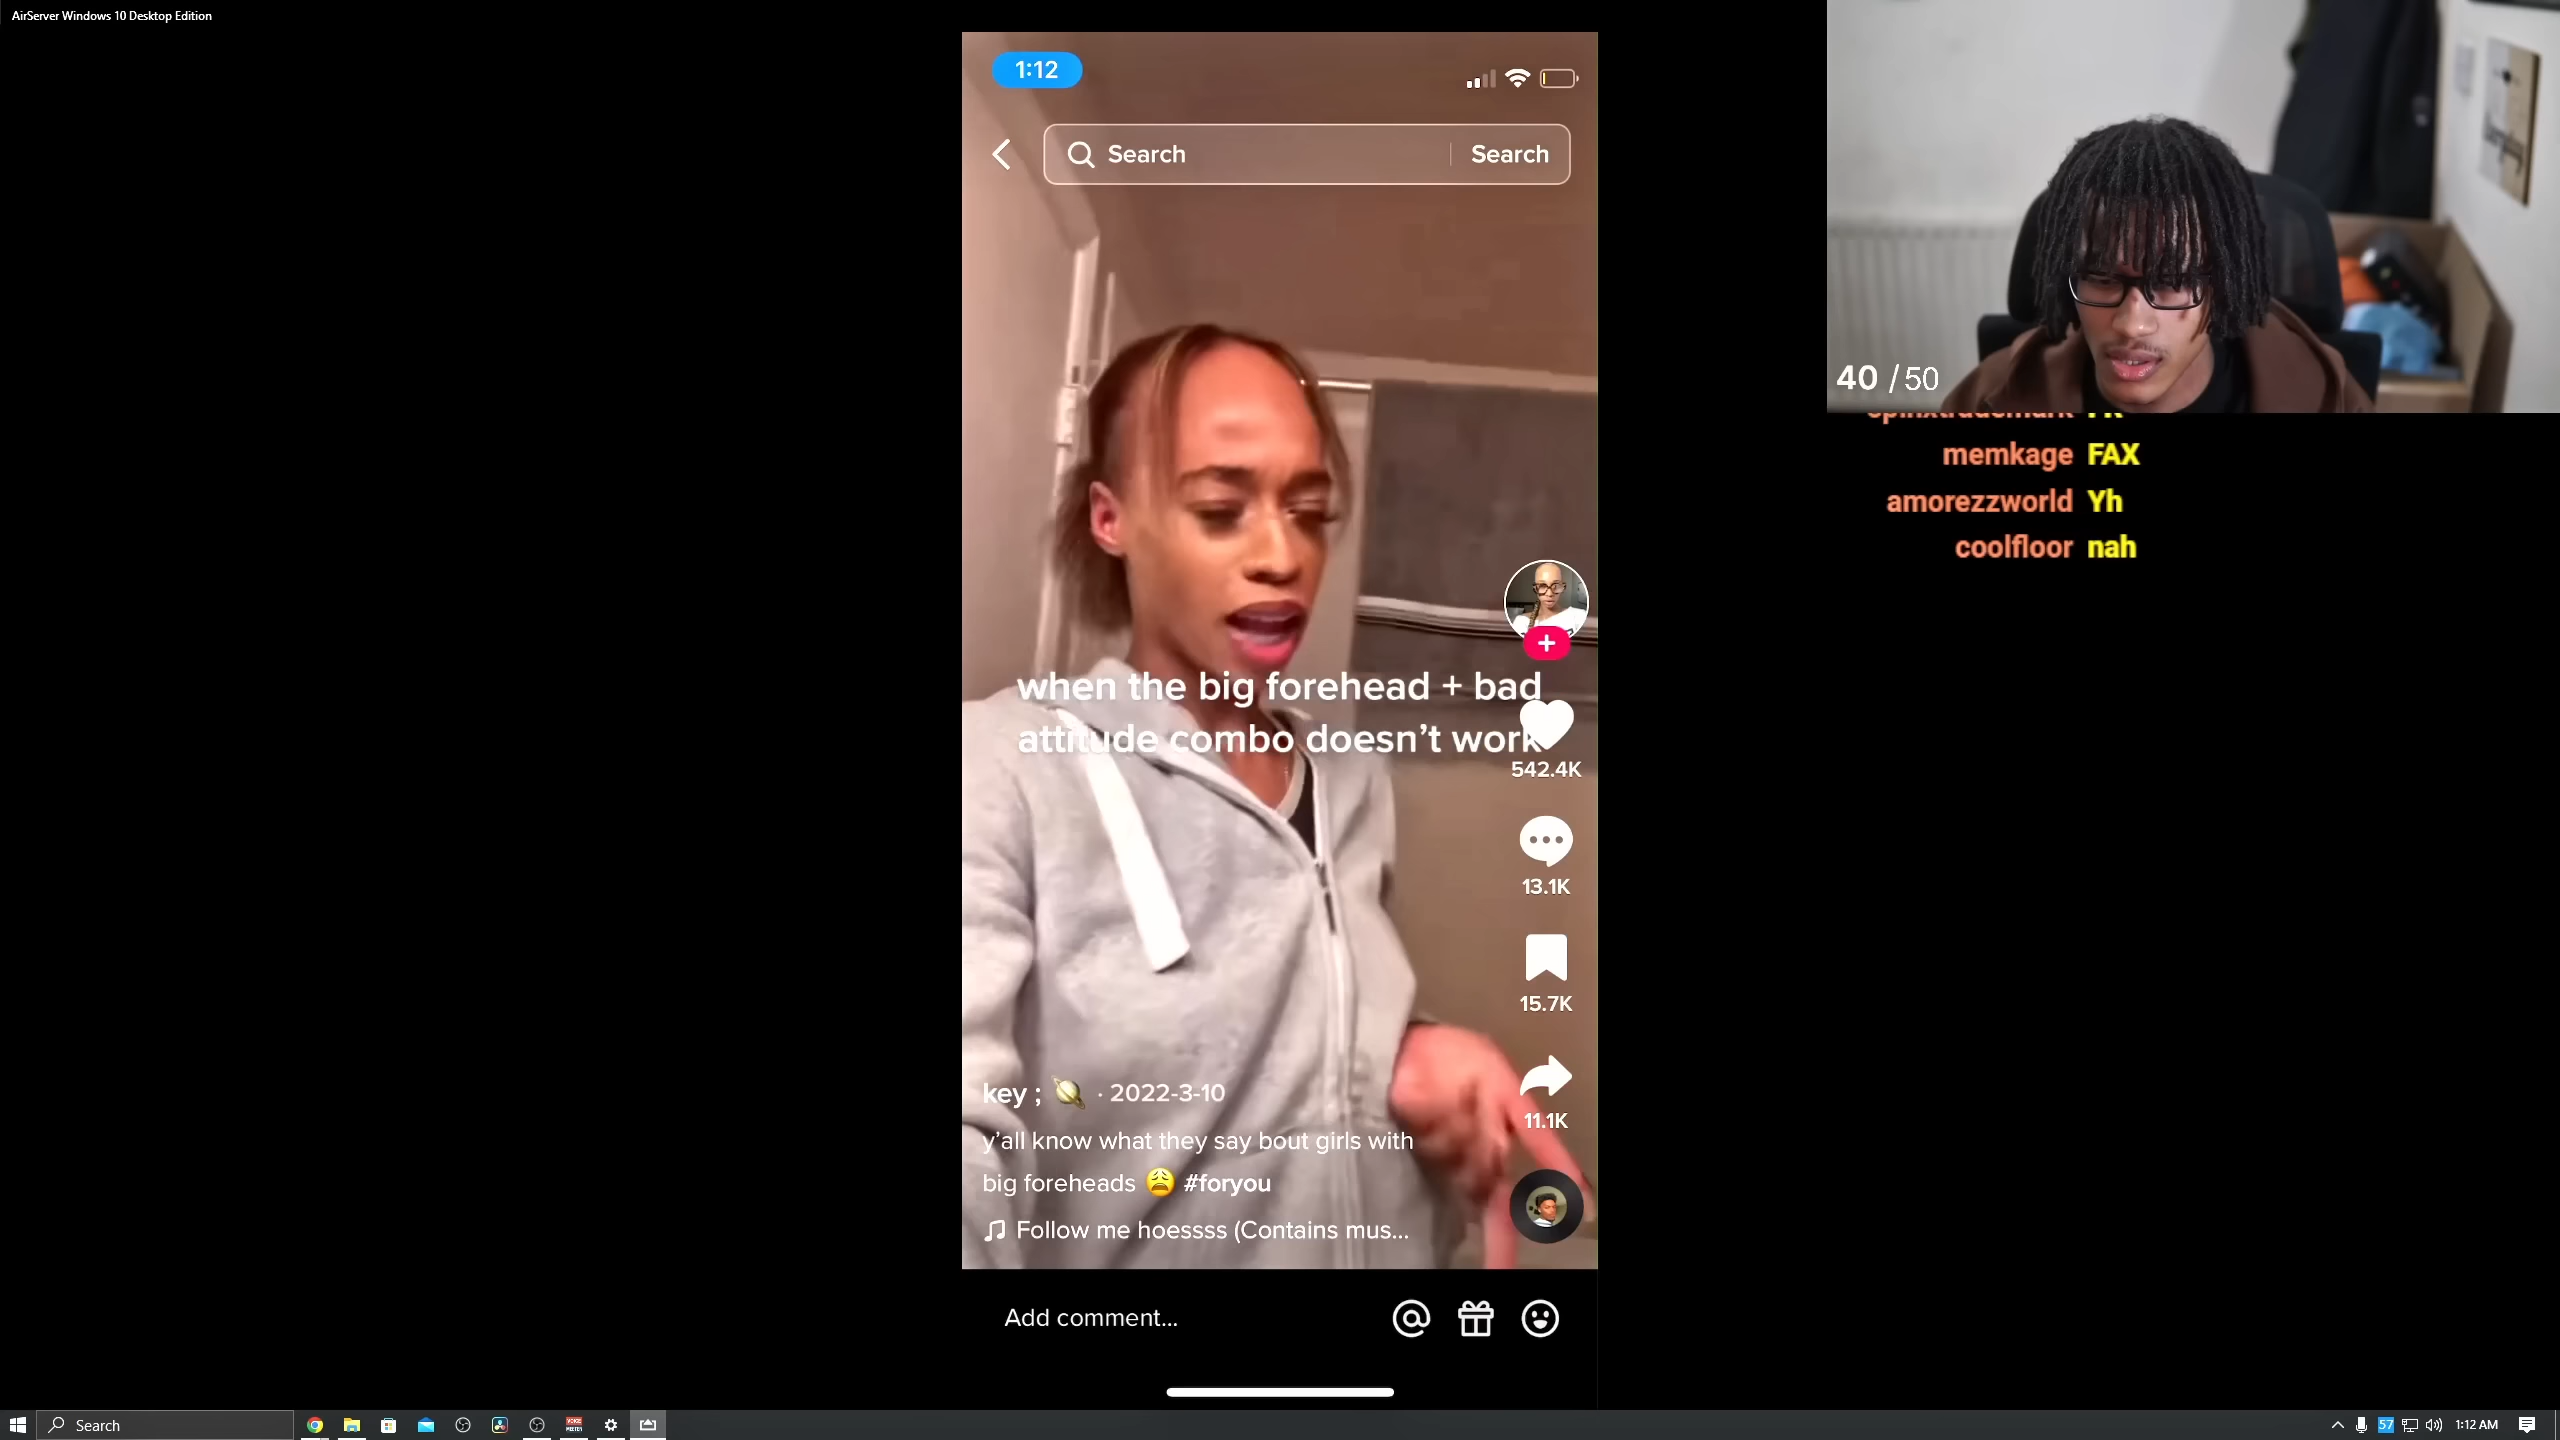 AirServer Windows 10 Desktop Edition
1:12
Search
Search
when the big forehead + bad
attitude combo doesn't work
542.4K
13.1K
15.7K
11.1K
key ; 🪐 · 2022-3-10
y'all know what they say bout girls with
big foreheads 😩 #foryou
Follow me hoessss (Contains mus...
Add comment...
40 / 50
memkage FAX
amorezzworld Yh
coolfloor nah
Search
57
1:12 AM